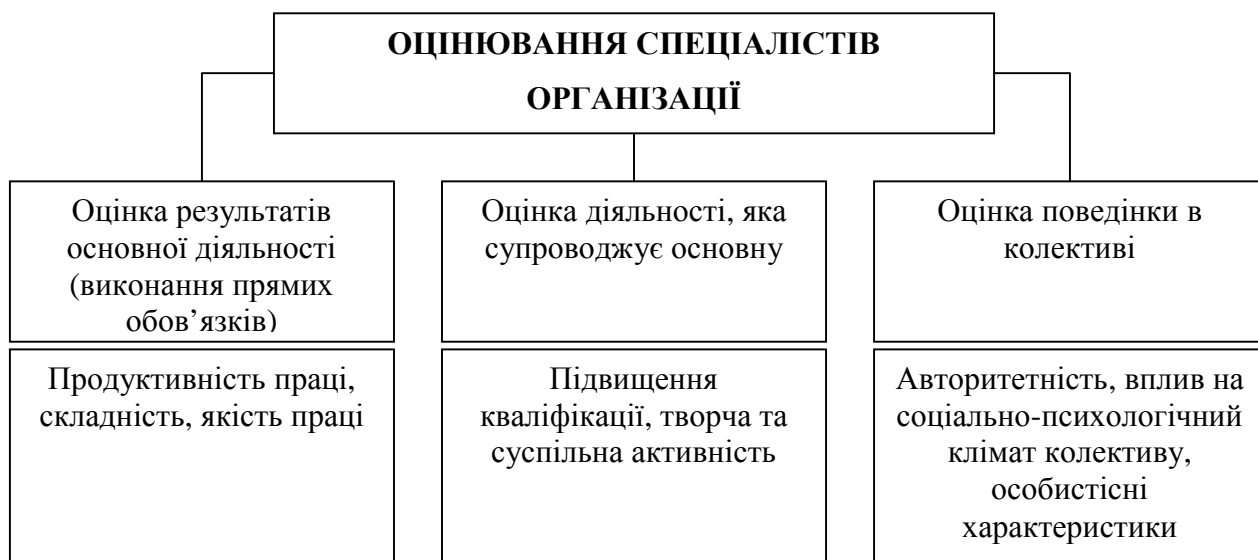 ОЦІНЮВАННЯ СПЕЦІАЛІСТІВ
ОРГАНІЗАЦІЇ
Оцінка результатів
основної діяльності
(виконання прямих
обов’язків)
Оцінка діяльності, яка
супроводжує основну
Оцінка поведінки в
колективі
Продуктивність праці,
складність, якість праці
Підвищення
кваліфікації, творча та
суспільна активність
Авторитетність, вплив на
соціально-психологічний
клімат колективу,
особистісні
характеристики